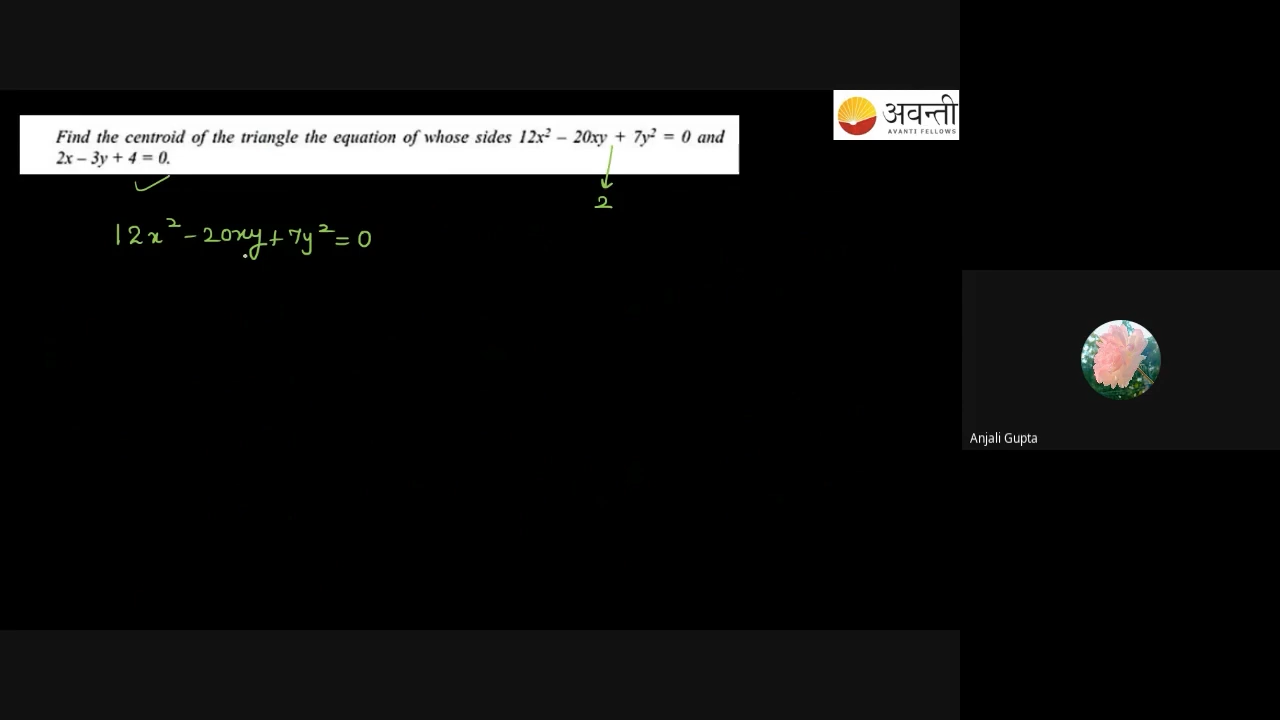 अवन्ती
AVANTI FELLOWS
Find the centroid of the triangle the equation of whose sides 12x² – 20xy + 7y² = 0 and
2x – 3y + 4 = 0.
2
12x² - 20xy + 7y² = 0
Anjali Gupta